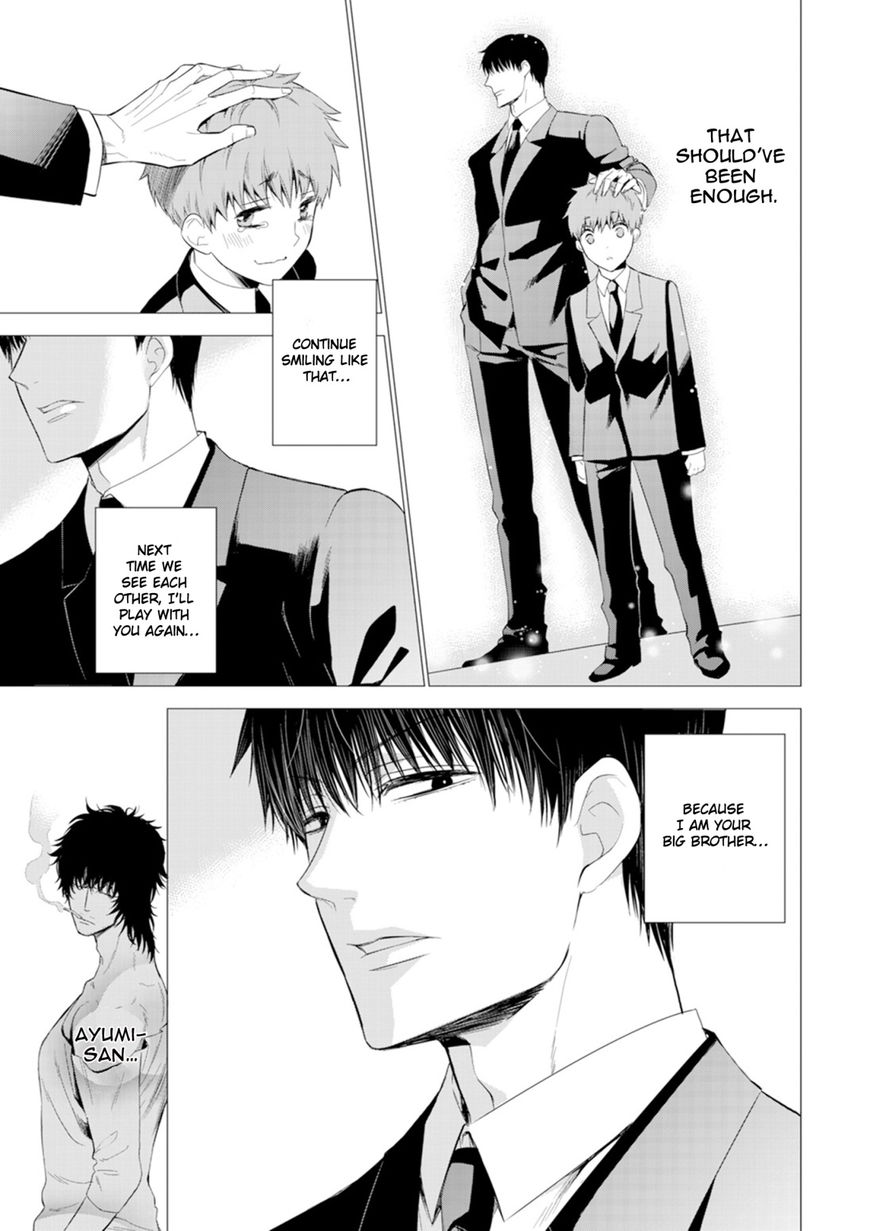 THAT
SHOULD'VE
BEEN
ENOUGH.
CONTINUE
SMILING LIKE
THAT...
NEXT
TIME WE
SEE EACH
OTHER, I'LL
PLAY WITH
YOU AGAIN...
BECAUSE
I AM YOUR
BIG BROTHER...
AYUMI-
SAN...